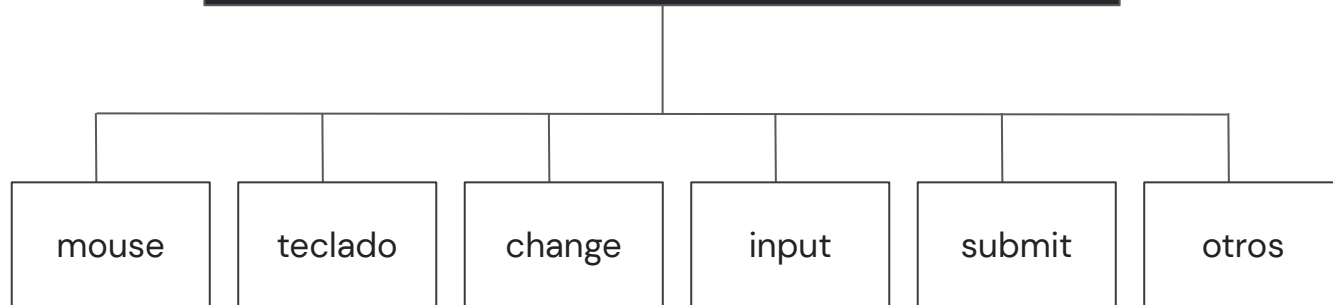 mouse
teclado
change
input
submit
otros